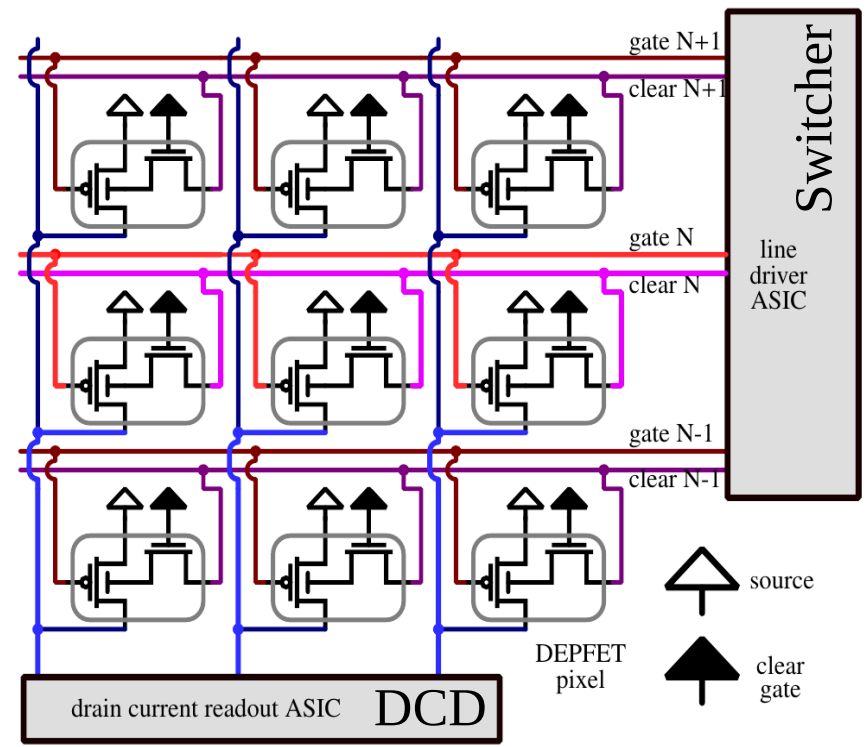 gate N+1
clear N+1
Switcher
gate N
line
driver
ASIC
clear N
gate N-1
clear N-1
source
DEPFET
pixel
clear
gate
drain current readout ASIC DCD